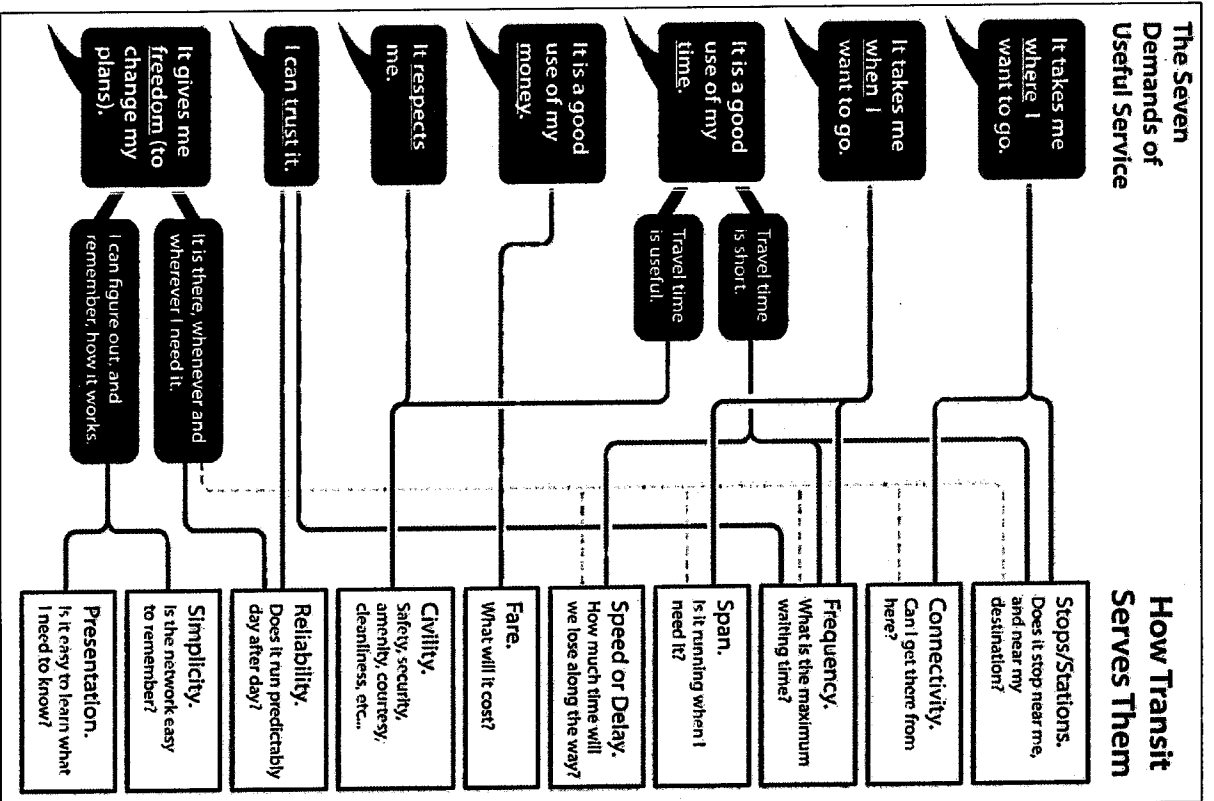 The Seven
Demands of
Useful Service
How Transit
Serves Them
It takes me
where I
want to go.
It takes me
when I
want to go.
It is a good
use of my
time.
Travel time
is short.
Travel time
is useful.
It is a good
use of my
money.
It respects
me.
I can trust it.
It gives me
freedom (to
change my
plans).
It is there, whenever and
wherever I need it.
I can figure out, and
remember, how it works.
Stops/Stations.
Does it stop near me,
and near my
destination?
Connectivity.
Can I get there from
here?
Frequency.
What is the maximum
waiting time?
Span.
Is it running when I
need it?
Speed or Delay.
How much time will
we lose along the way?
Fare.
What will it cost?
Civility.
Safety, security,
amenity, courtesy,
cleanliness, etc...
Reliability.
Does it run predictably
day after day?
Simplicity.
Is the network easy
to remember?
Presentation.
Is it easy to learn what
I need to know?